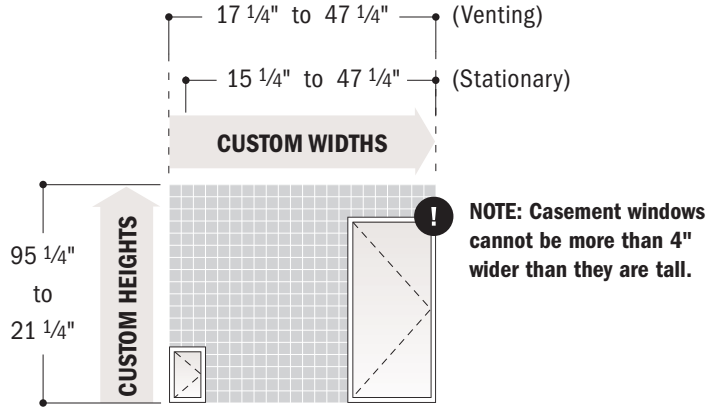 17 1/4" to 47 1/4" (Venting)
15 1/4" to 47 1/4" (Stationary)
CUSTOM WIDTHS
95 1/4"
to
21 1/4"
CUSTOM HEIGHTS
!
NOTE: Casement windows
cannot be more than 4"
wider than they are tall.